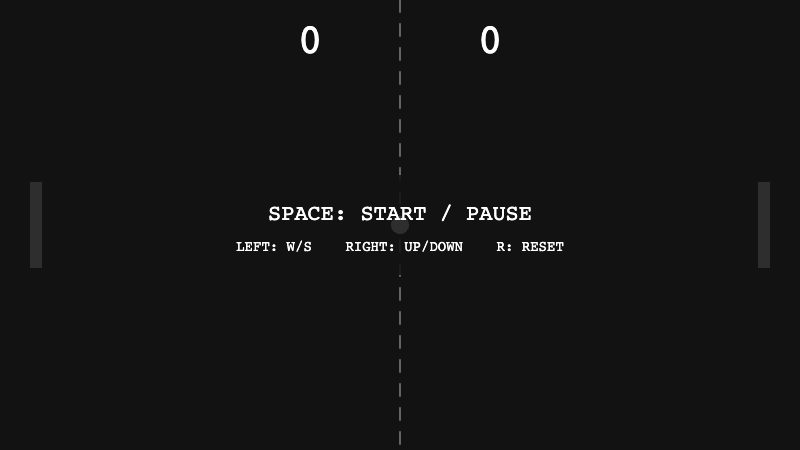 0 0
SPACE: START / PAUSE
LEFT: W/S RIGHT: UP/DOWN R: RESET